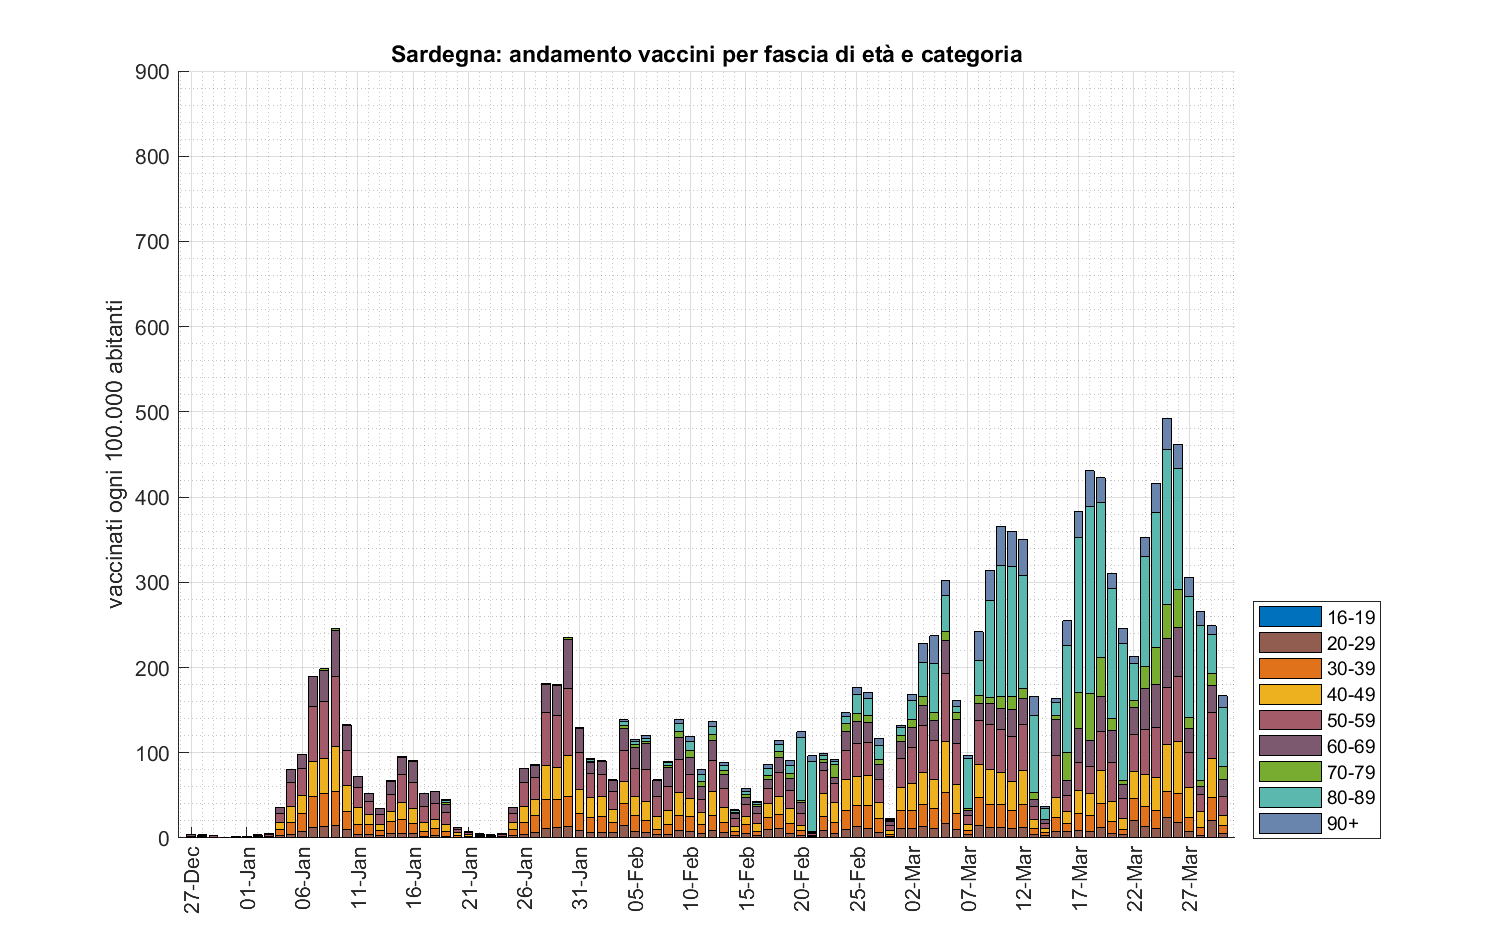 Sardegna: andamento vaccini per fascia di età e categoria
vaccinati ogni 100.000 abitanti
900
800
700
600
500
400
300
200
100
0
27-Dec
01-Jan
06-Jan
11-Jan
16-Jan
21-Jan
26-Jan
31-Jan
05-Feb
10-Feb
15-Feb
20-Feb
25-Feb
02-Mar
07-Mar
12-Mar
17-Mar
22-Mar
27-Mar
16-19
20-29
30-39
40-49
50-59
60-69
70-79
80-89
90+